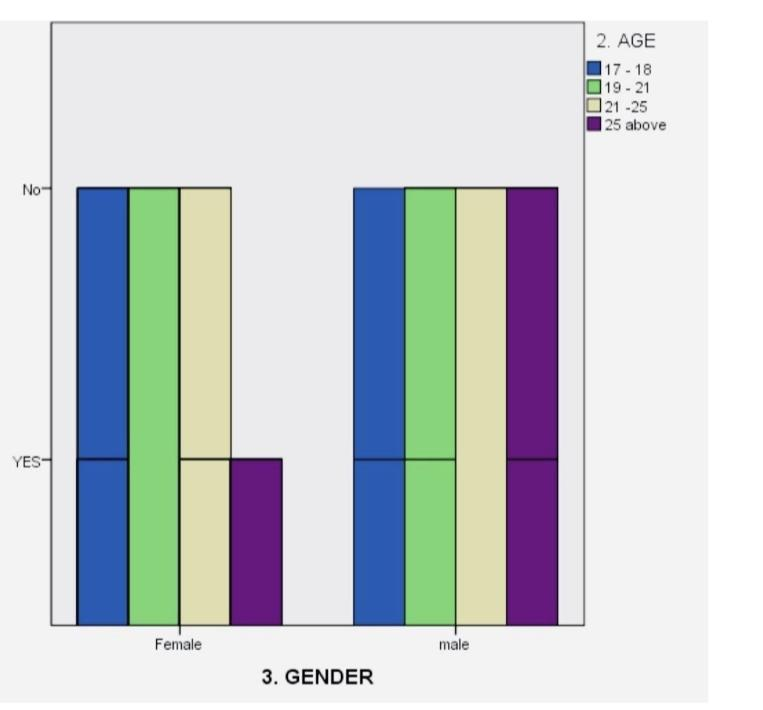 2. AGE
17 - 18
19 - 21
21 -25
25 above
No
YES
Female male
3. GENDER